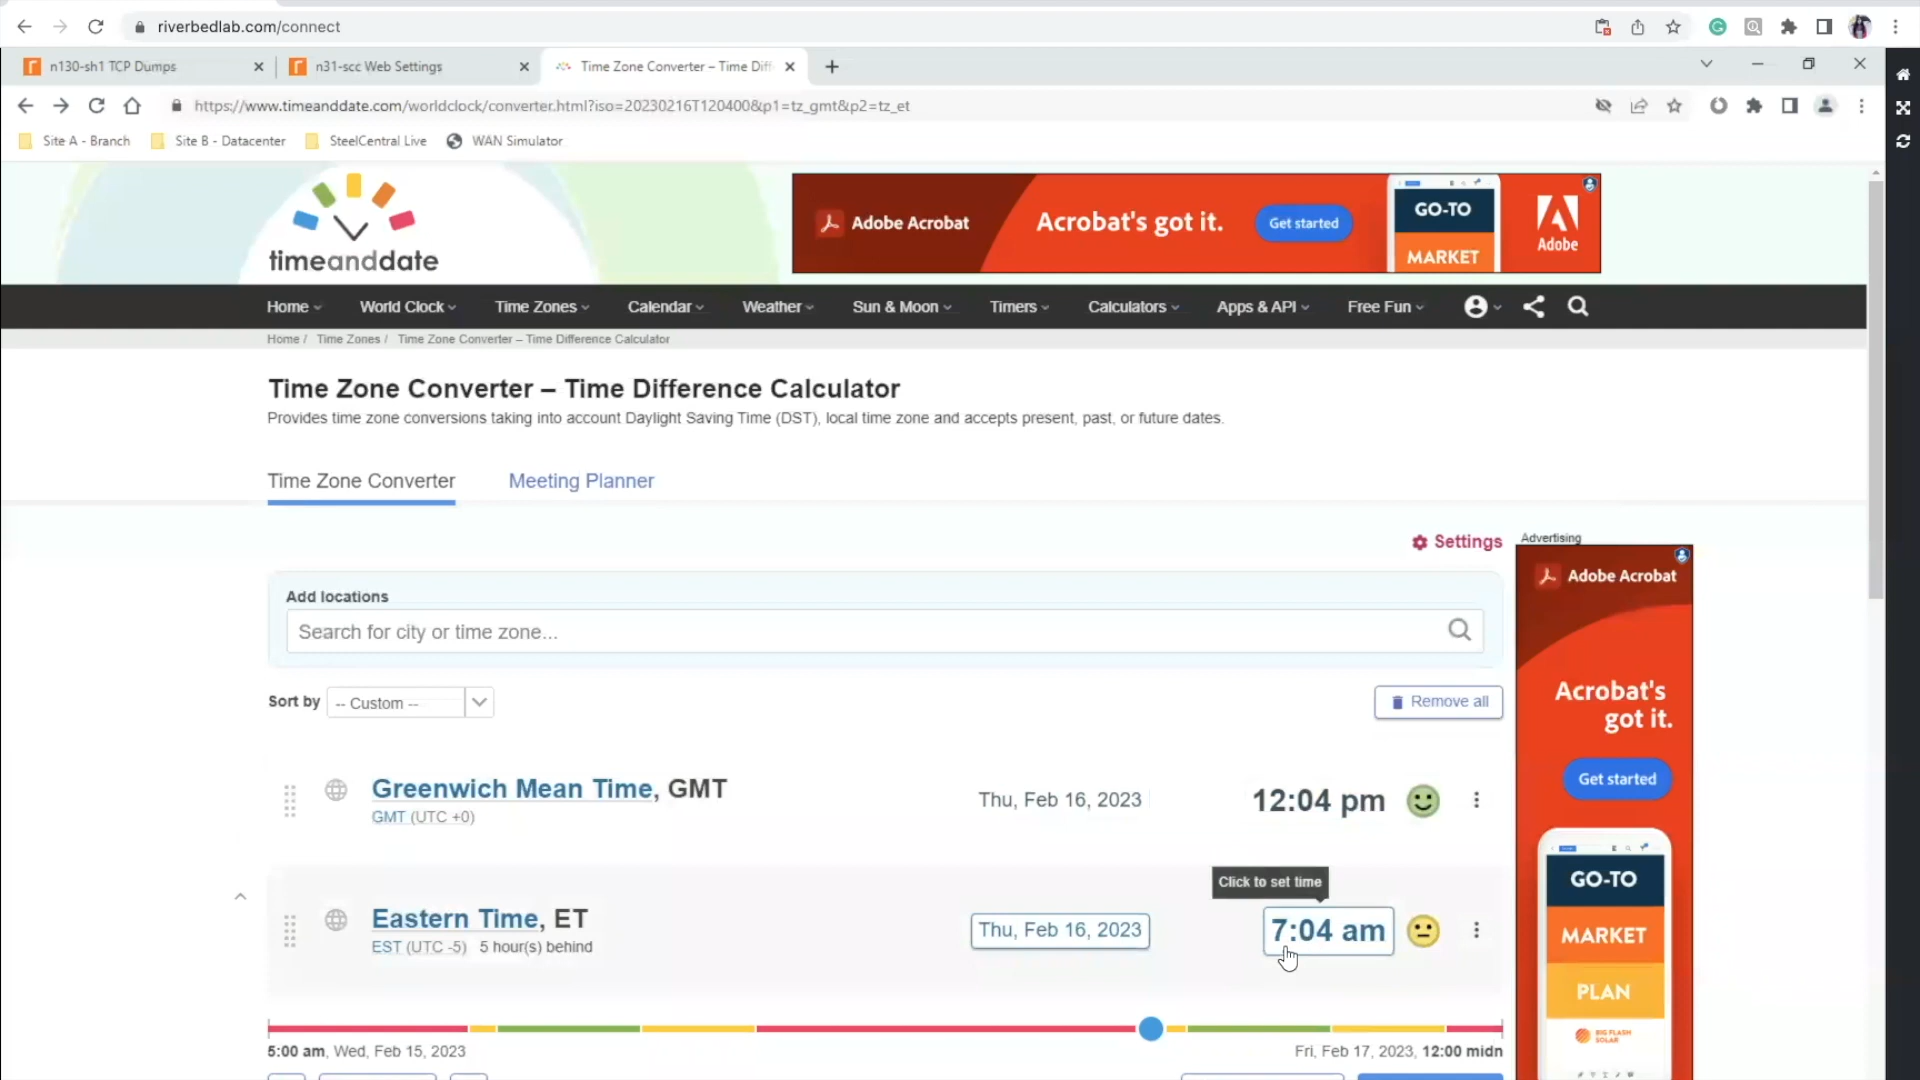 riverbedlab.com/connect
n130-sh1 TCP Dumps
n31-scc Web Settings
Time Zone Converter – Time Diff
https://www.timeanddate.com/worldclock/converter.html?iso=20230216T120400&p1=tz_gmt&p2=tz_et
Site A - Branch
Site B - Datacenter
SteelCentral Live
WAN Simulator
timeanddate
Adobe Acrobat
Acrobat's got it.
Get started
GO-TO
MARKET
Adobe
Home
World Clock
Time Zones
Calendar
Weather
Sun & Moon
Timers
Calculators
Apps & API
Free Fun
Home / Time Zones / Time Zone Converter – Time Difference Calculator
Time Zone Converter – Time Difference Calculator
Provides time zone conversions taking into account Daylight Saving Time (DST), local time zone and accepts present, past, or future dates.
Time Zone Converter
Meeting Planner
Settings
Advertising
Add locations
Search for city or time zone...
Sort by
-- Custom --
Remove all
Greenwich Mean Time, GMT
GMT (UTC +0)
Thu, Feb 16, 2023
12:04 pm
Click to set time
Eastern Time, ET
EST (UTC -5) 5 hour(s) behind
Thu, Feb 16, 2023
7:04 am
5:00 am, Wed, Feb 15, 2023
Fri, Feb 17, 2023, 12:00 midn
Adobe Acrobat
Acrobat's
got it.
Get started
GO-TO
MARKET
PLAN
BIG FLASH
SOLAR